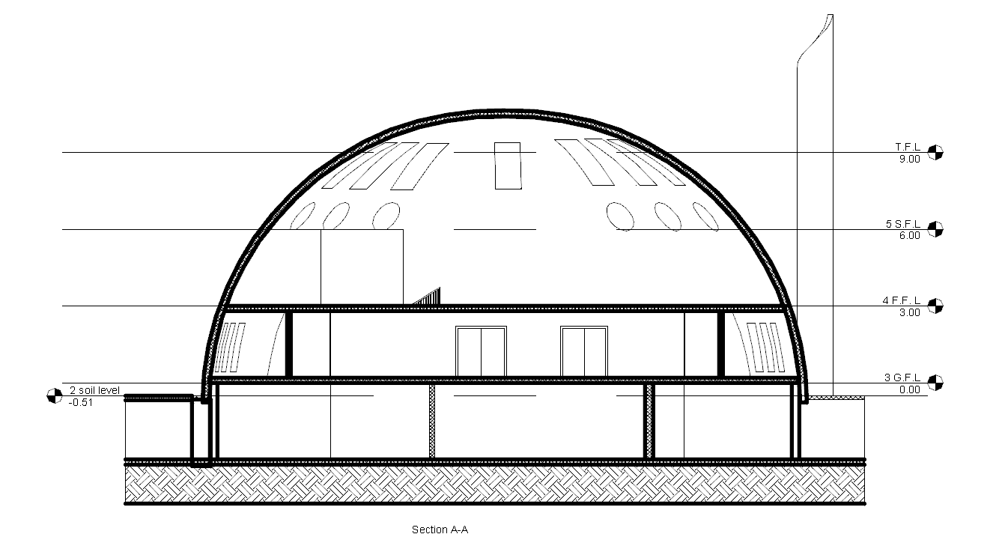 T.F.L
9.00
5 S.F.L
6.00
4 F.F. L
3.00
3 G.F.L
0.00
2 soil level
-0.51
Section A-A